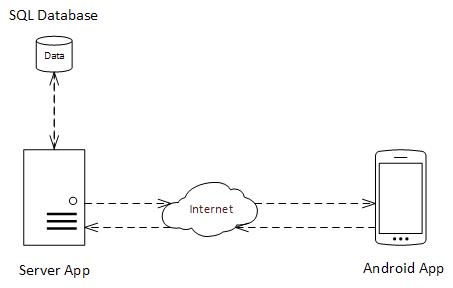 SQL Database
Data
Internet
Server App
Android App